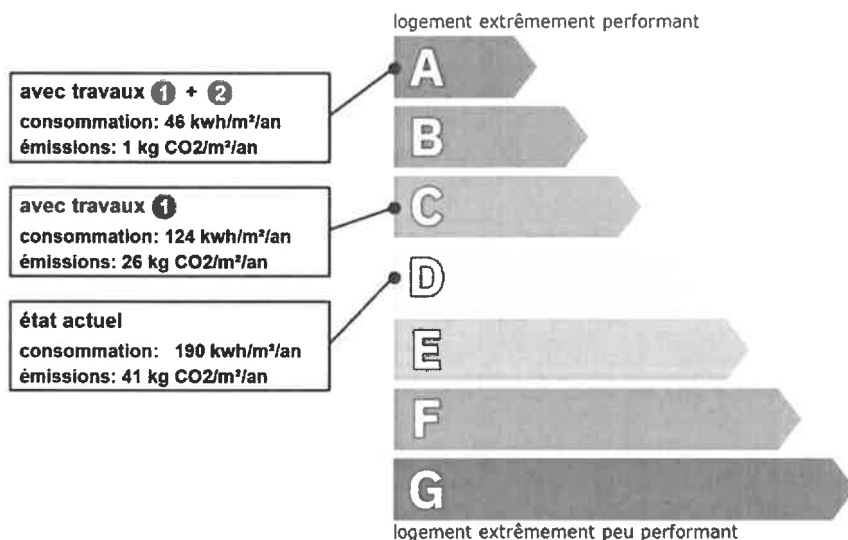 logement extrêmement performant
A
avec travaux 1 + 2
consommation: 46 kwh/m²/an
émissions: 1 kg CO2/m²/an
B
avec travaux 1
consommation: 124 kwh/m²/an
émissions: 26 kg CO2/m²/an
C
D
état actuel
consommation: 190 kwh/m²/an
émissions: 41 kg CO2/m²/an
E
F
G
logement extrêmement peu performant